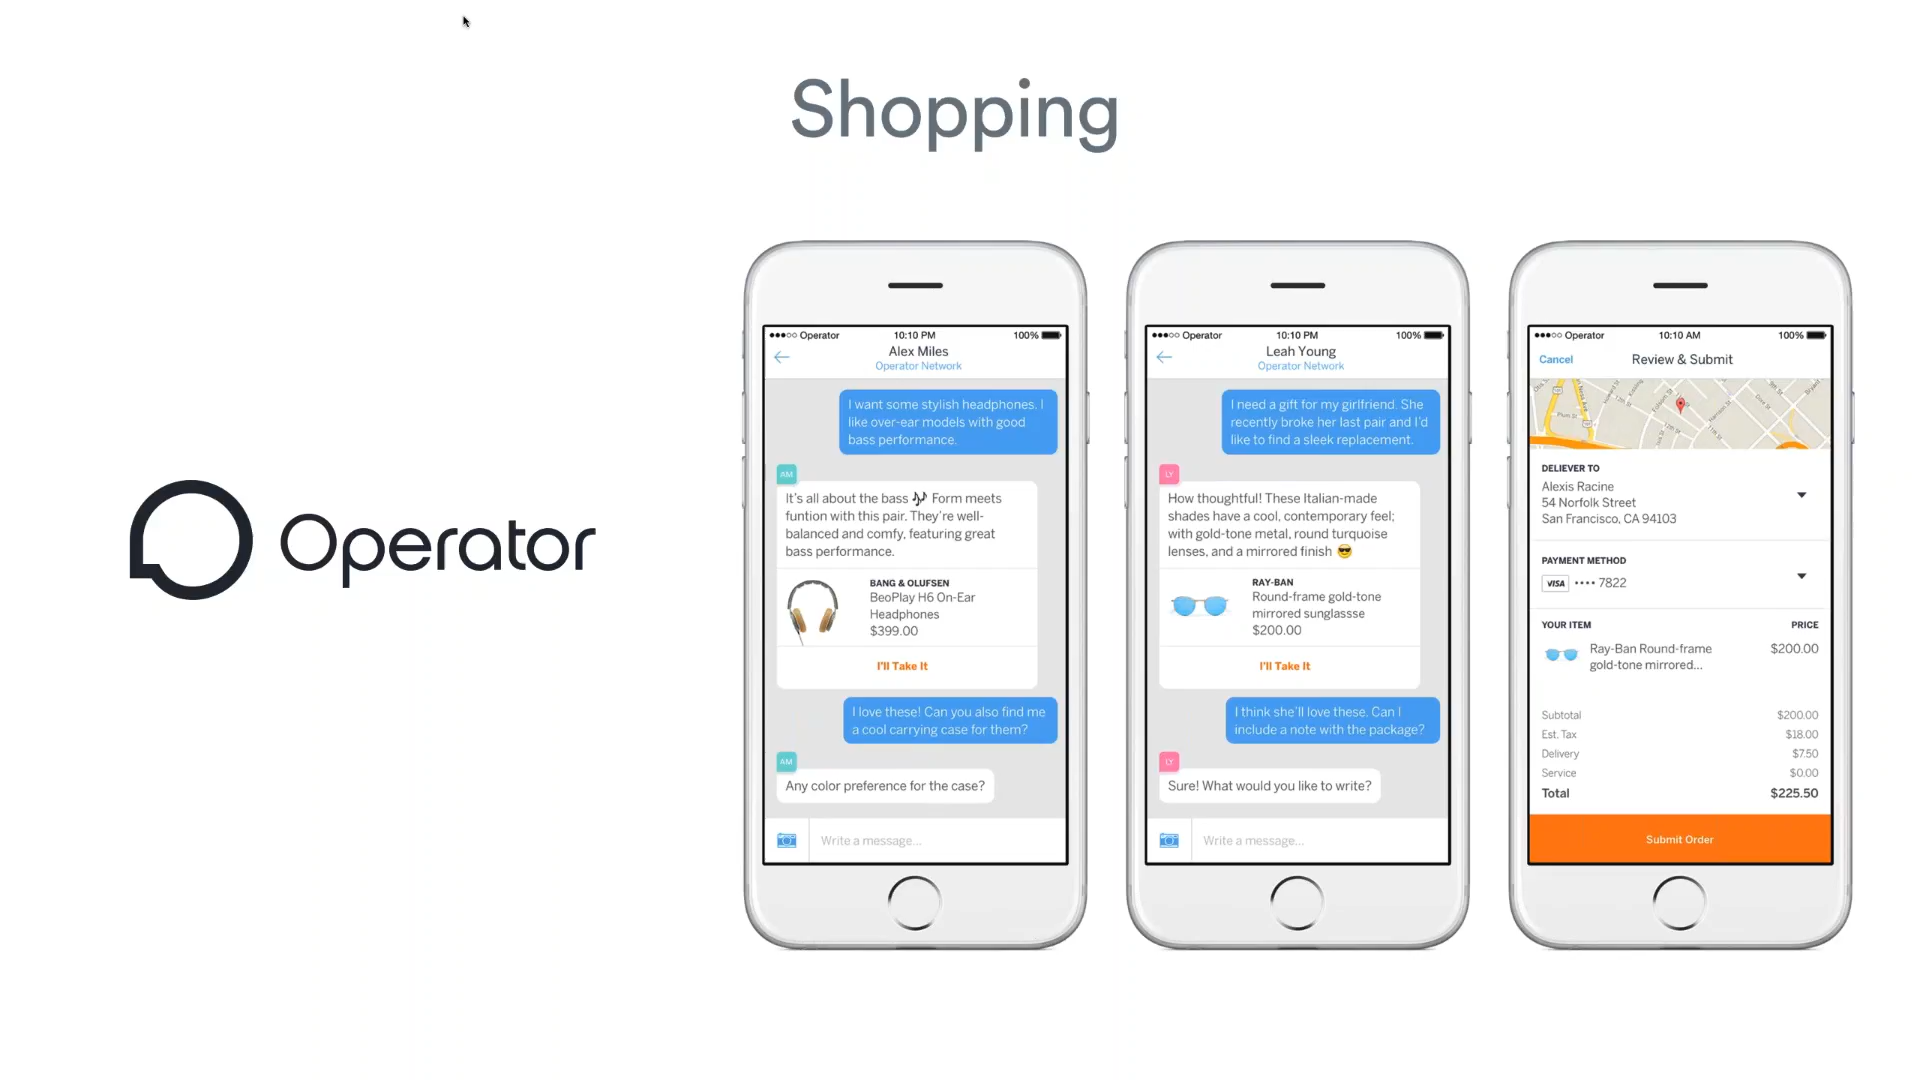 Shopping
Operator
●●●○○ Operator 10:10 PM 100%
Alex Miles
Operator Network
I want some stylish headphones. I
like over-ear models with good
bass performance.
AM
It's all about the bass 🎶 Form meets
funtion with this pair. They're well-
balanced and comfy, featuring great
bass performance.
BANG & OLUFSEN
BeoPlay H6 On-Ear
Headphones
$399.00
I'll Take It
I love these! Can you also find me
a cool carrying case for them?
AM
Any color preference for the case?
Write a message...
●●●○○ Operator 10:10 PM 100%
Leah Young
Operator Network
I need a gift for my girlfriend. She
recently broke her last pair and I'd
like to find a sleek replacement.
LY
How thoughtful! These Italian-made
shades have a cool, contemporary feel;
with gold-tone metal, round turquoise
lenses, and a mirrored finish 😎
RAY-BAN
Round-frame gold-tone
mirrored sunglassse
$200.00
I'll Take It
I think she'll love these. Can I
include a note with the package?
LY
Sure! What would you like to write?
Write a message...
●●●○○ Operator 10:10 AM 100%
Cancel Review & Submit
DELIEVER TO
Alexis Racine
54 Norfolk Street
San Francisco, CA 94103
PAYMENT METHOD
VISA •••• 7822
YOUR ITEM PRICE
Ray-Ban Round-frame $200.00
gold-tone mirrored...
Subtotal $200.00
Est. Tax $18.00
Delivery $7.50
Service $0.00
Total $225.50
Submit Order